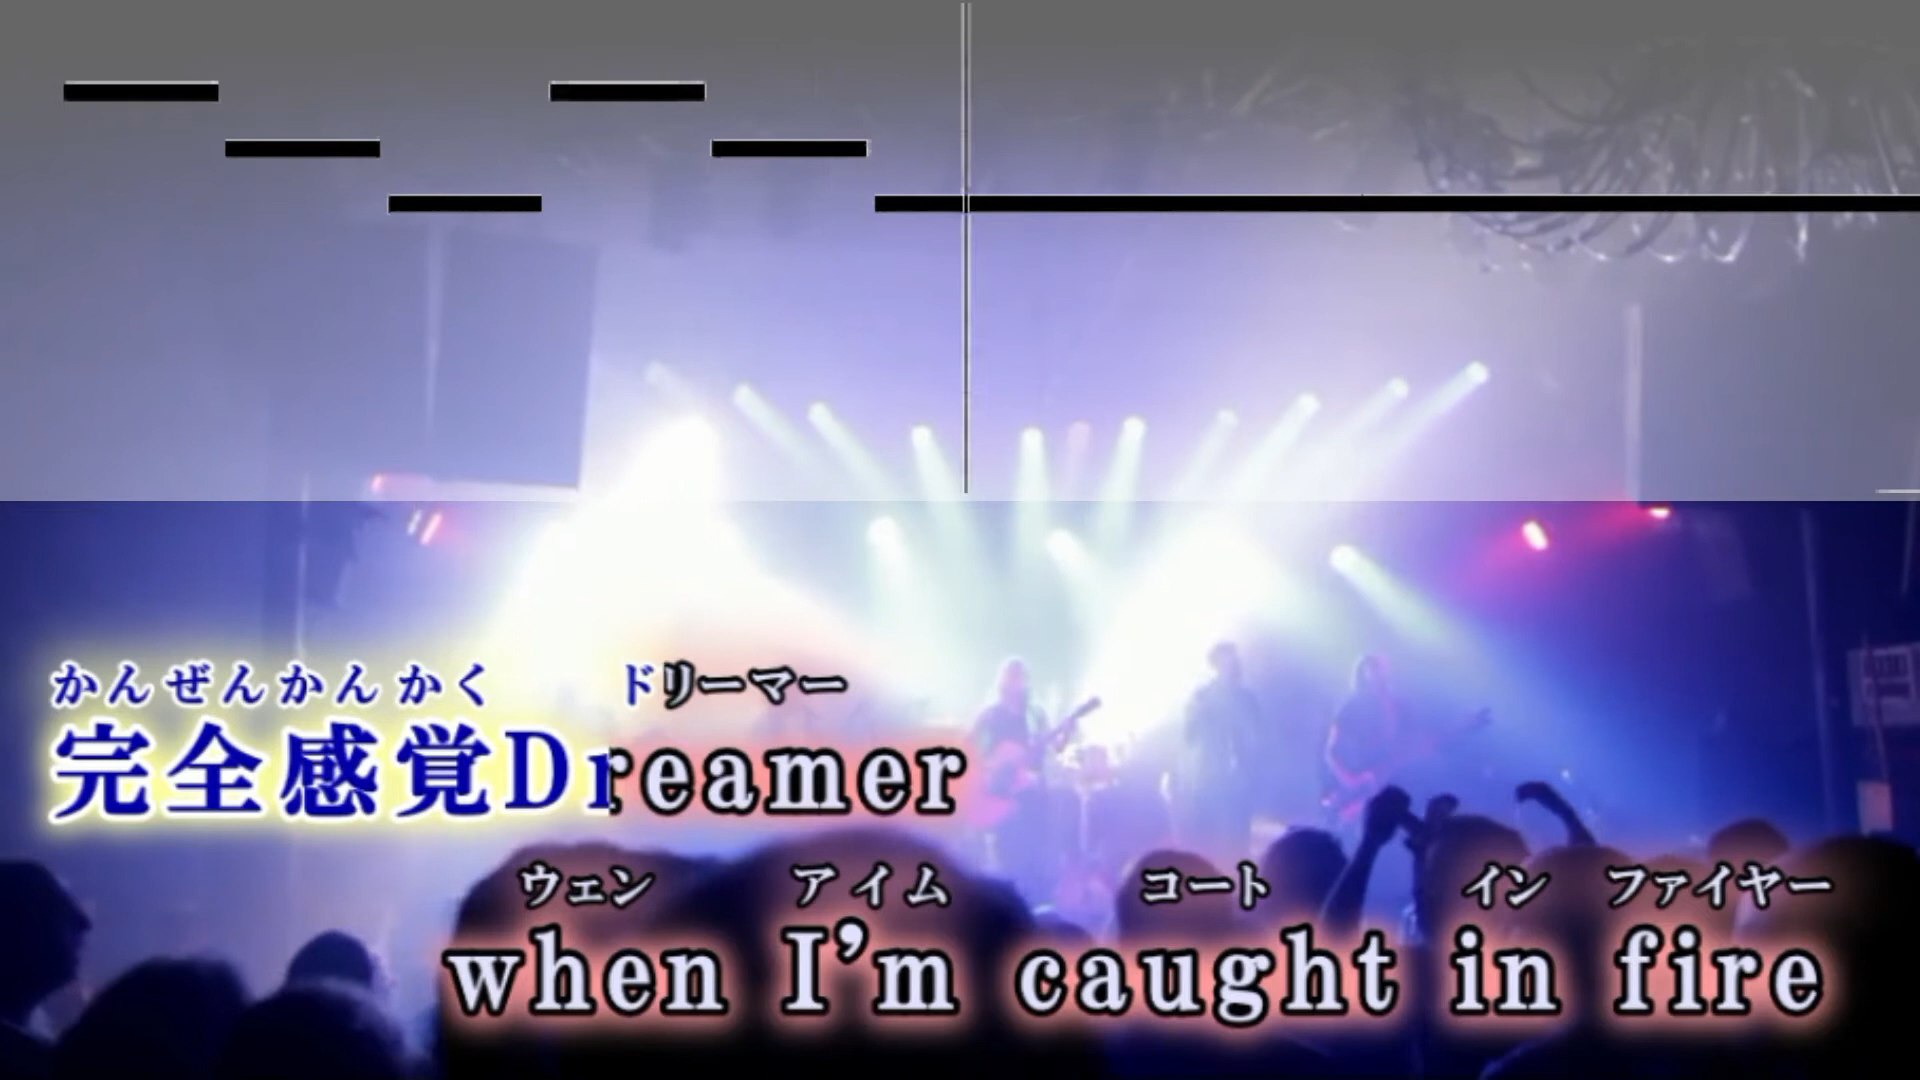 かんぜんかんかく ドリーマー
完全感覚Dreamer
ウェン アイム コート イン ファイヤー
when I'm caught in fire